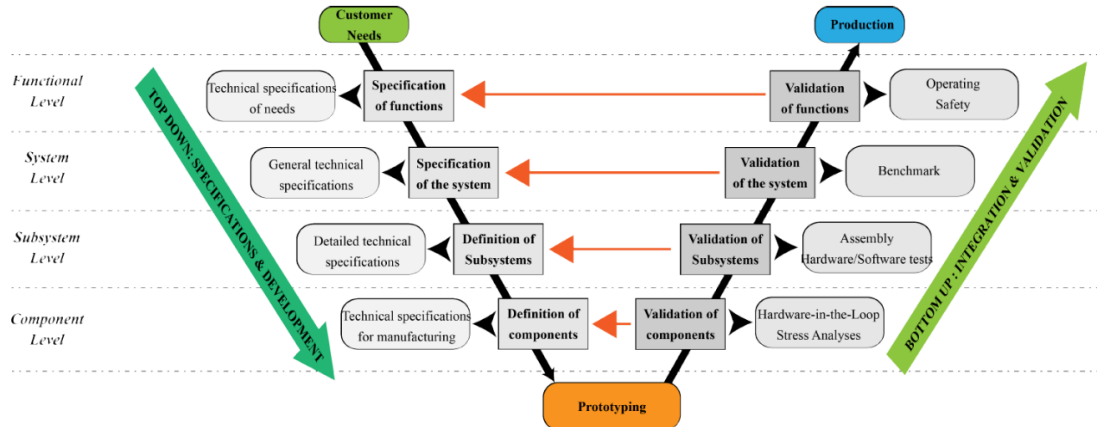 Customer
Needs
Production
Functional
Level
Technical specifications
of needs
Specification
of functions
Validation
of functions
Operating
Safety
System
Level
General technical
specifications
Specification
of the system
Validation
of the system
Benchmark
Subsystem
Level
Detailed technical
specifications
Definition of
Subsystems
Validation of
Subsystems
Assembly
Hardware/Software tests
Component
Level
Technical specifications
for manufacturing
Definition of
components
Validation of
components
Hardware-in-the-Loop
Stress Analyses
Prototyping
TOP DOWN: SPECIFICATIONS & DEVELOPMENT
BOTTOM UP : INTEGRATION & VALIDATION